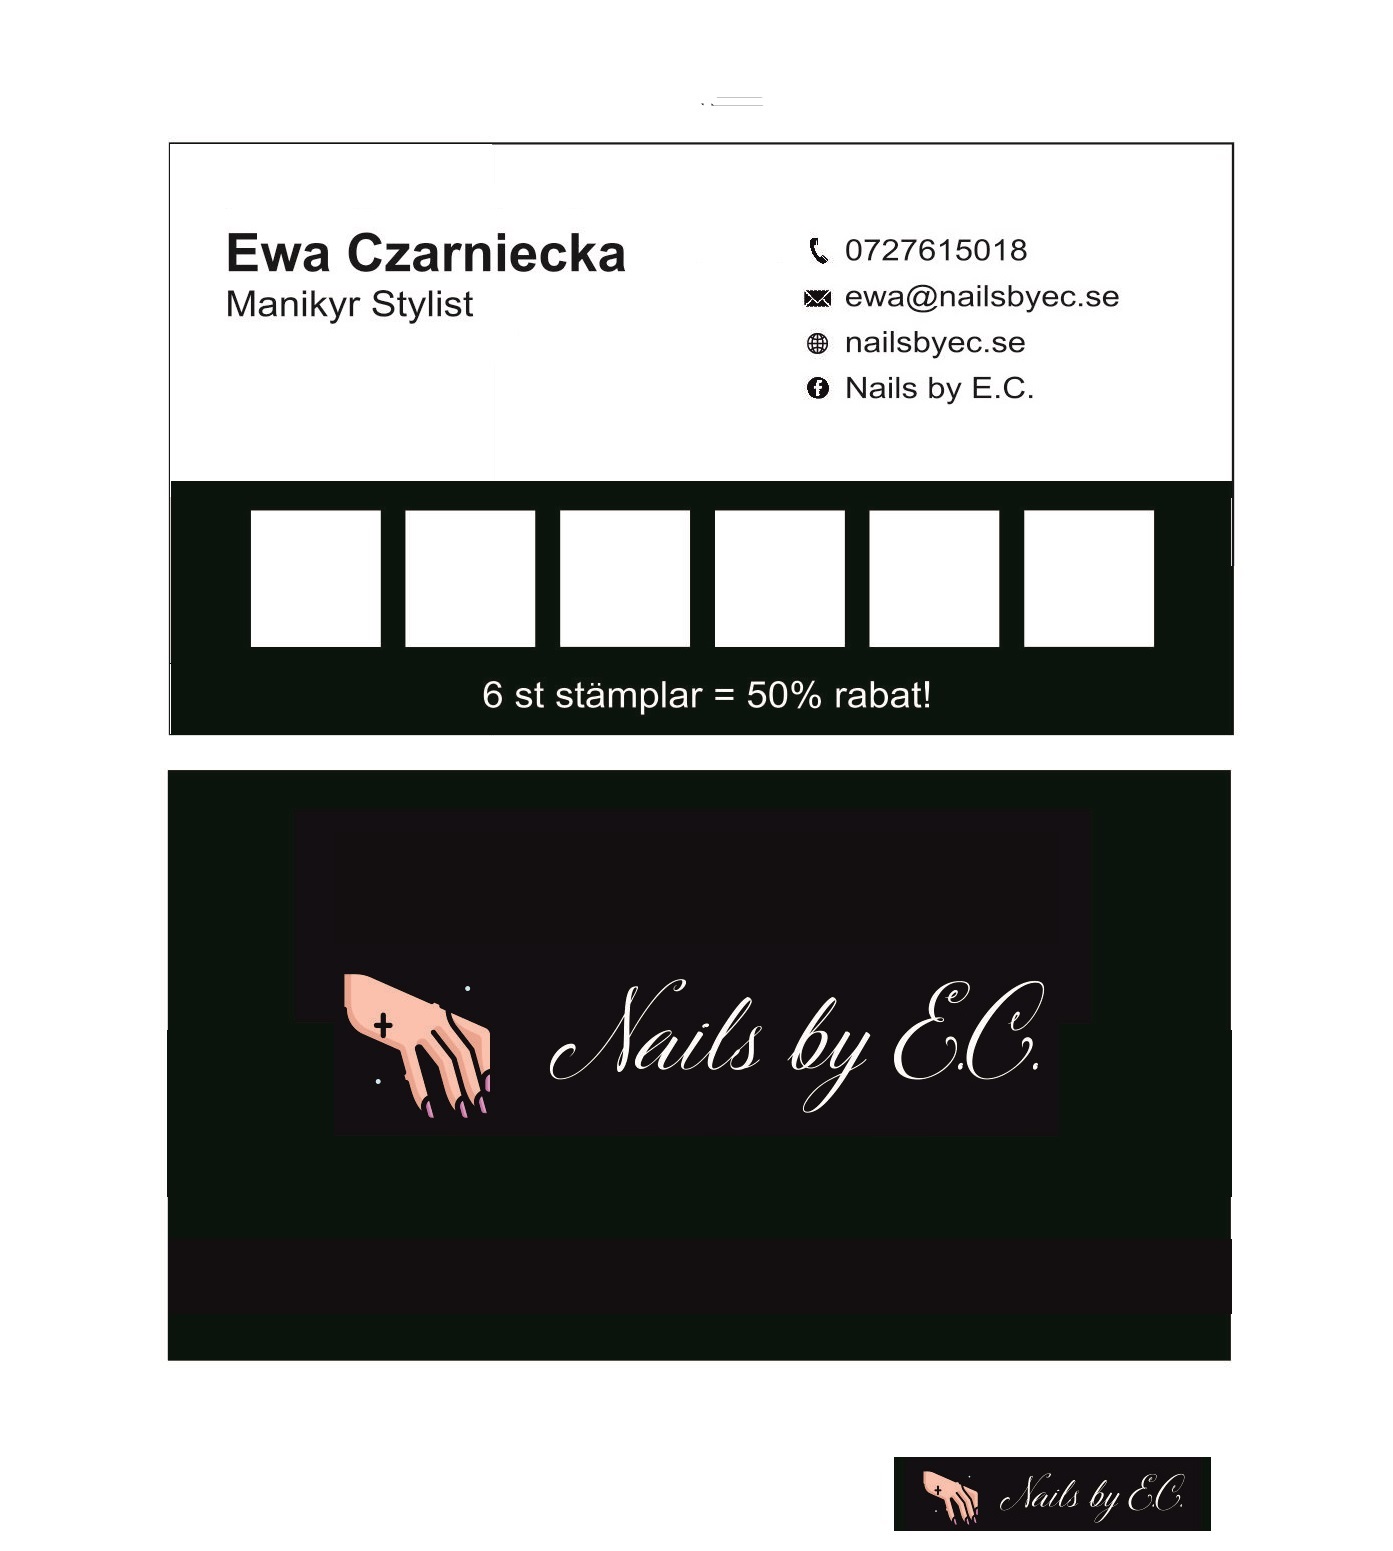 Ewa Czarniecka
Manikyr Stylist
0727615018
ewa@nailsbyec.se
nailsbyec.se
Nails by E.C.
6 st stämplar = 50% rabat!
Nails by E.C.
Nails by E.C.